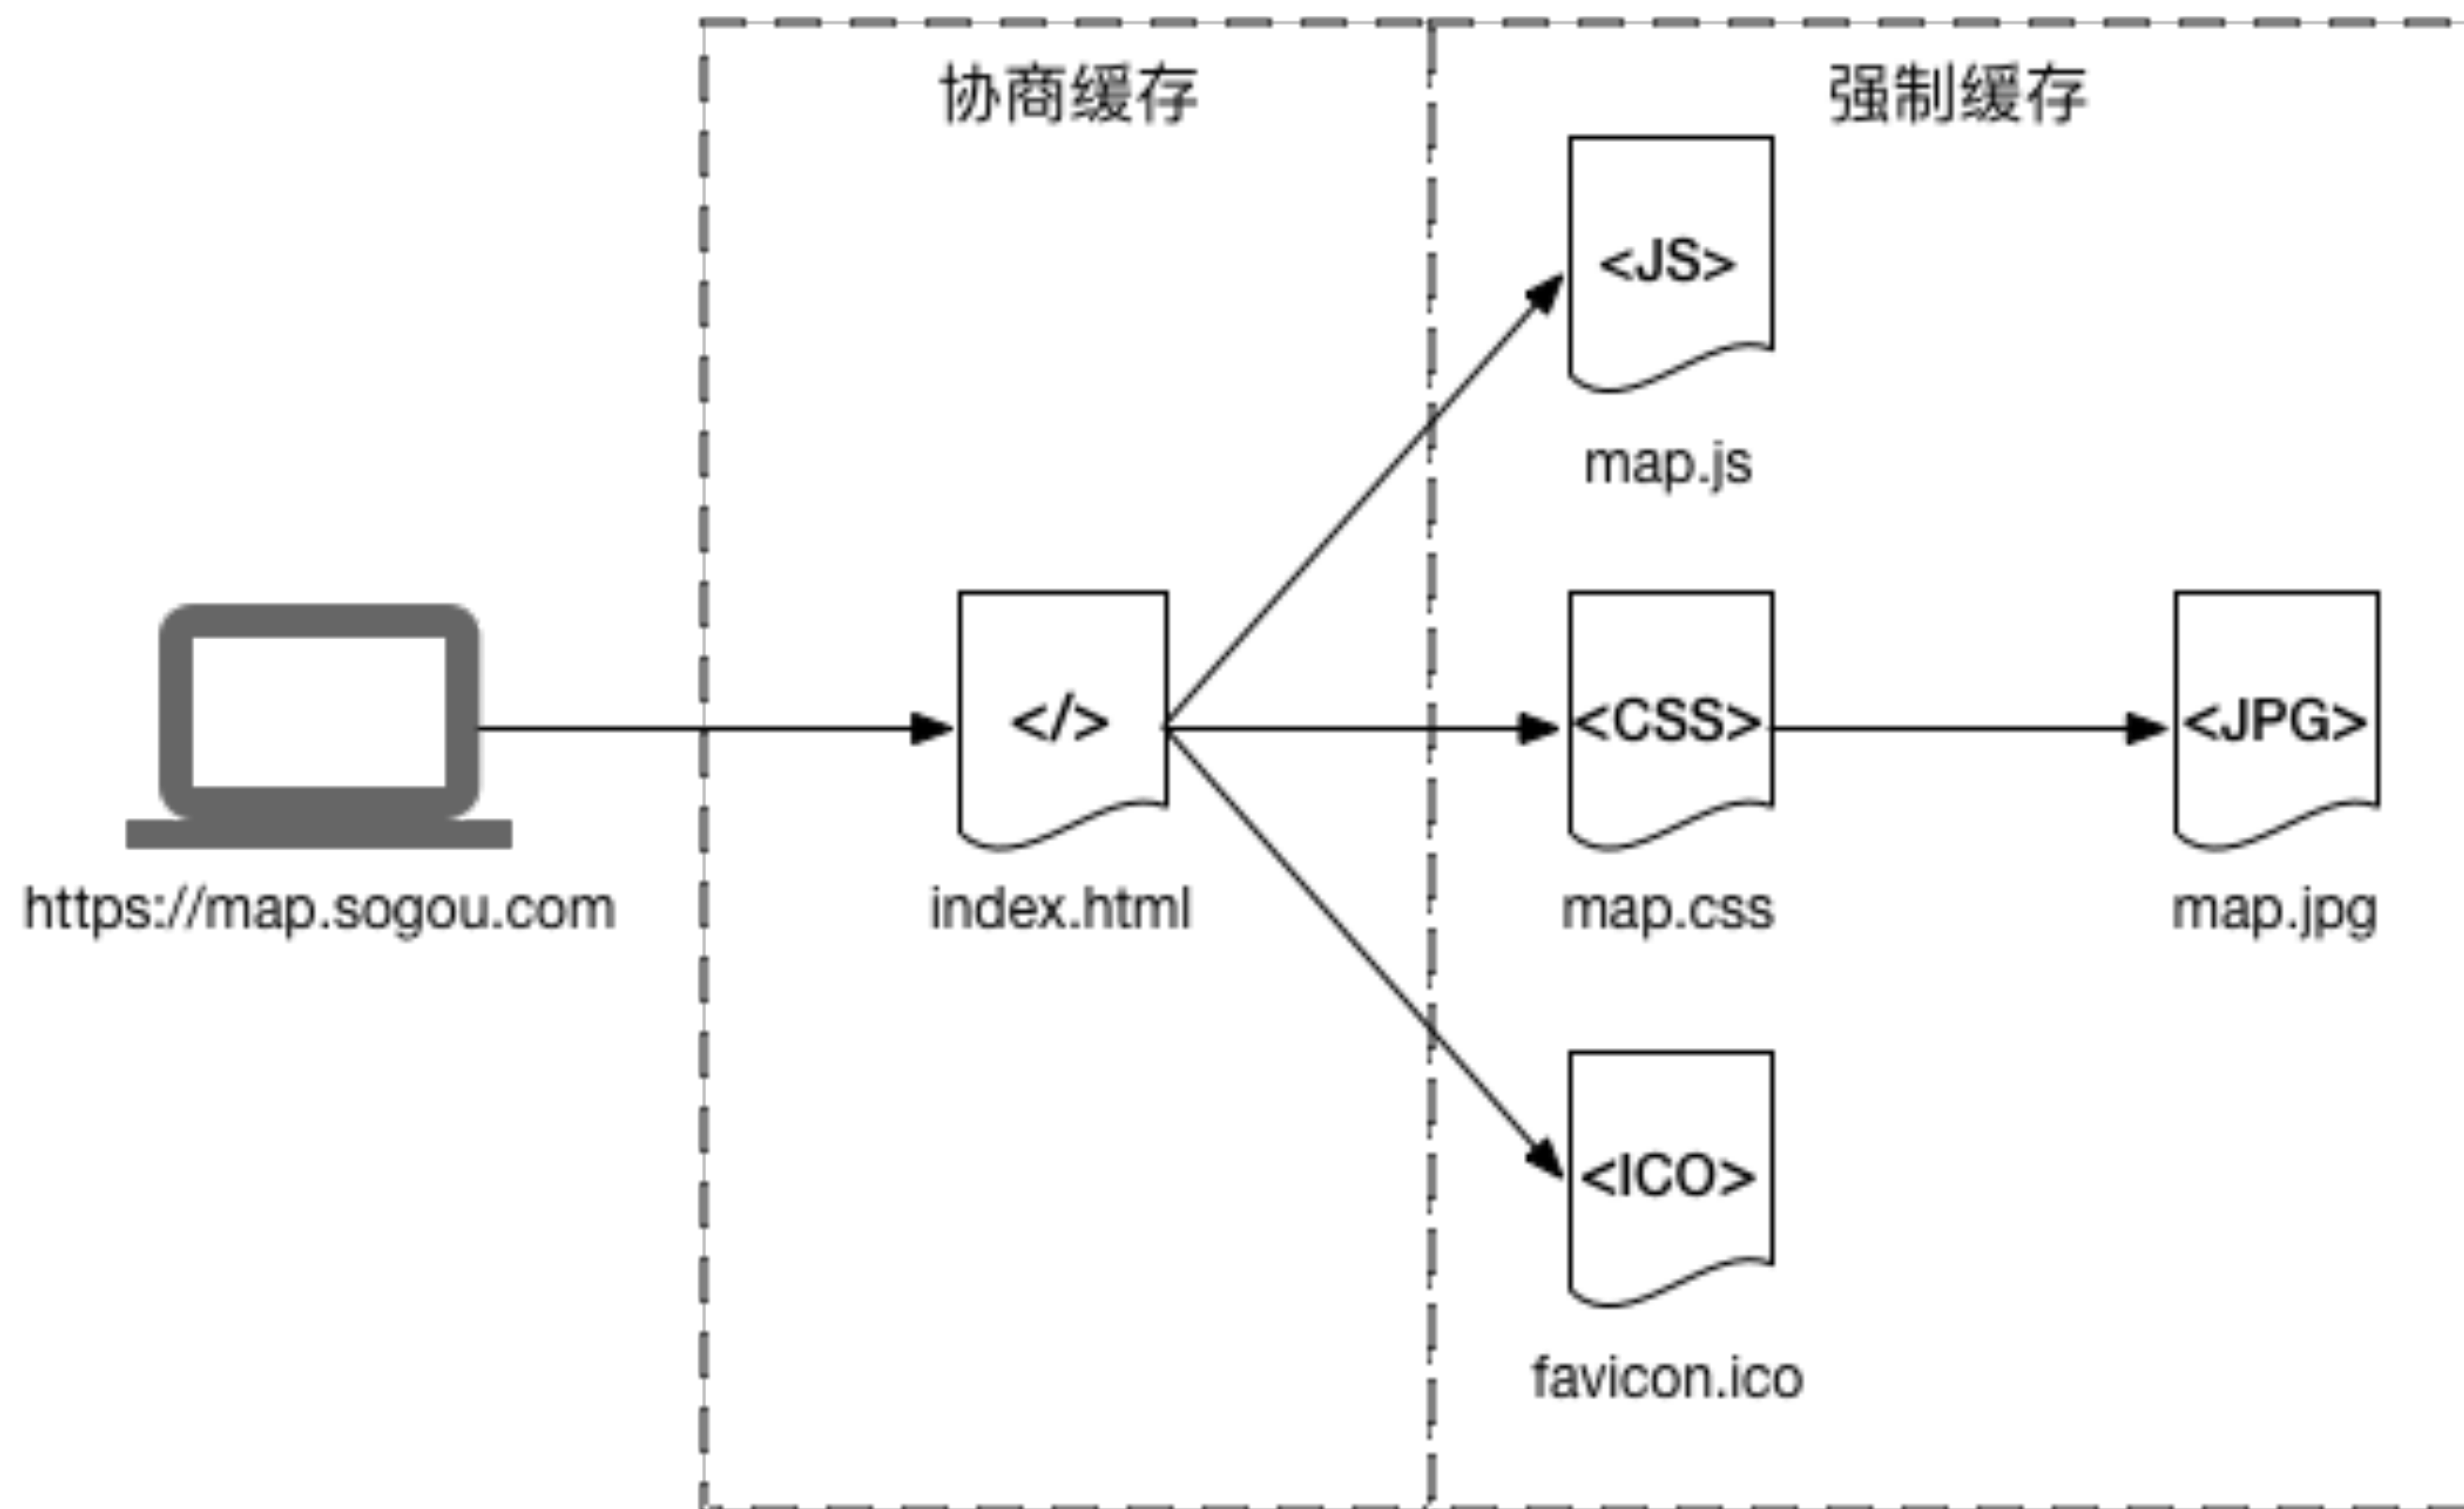 协商缓存
强制缓存
<JS>
map.js
</>
<CSS>
<JPG>
https://map.sogou.com
index.html
map.css
map.jpg
<ICO>
favicon.ico